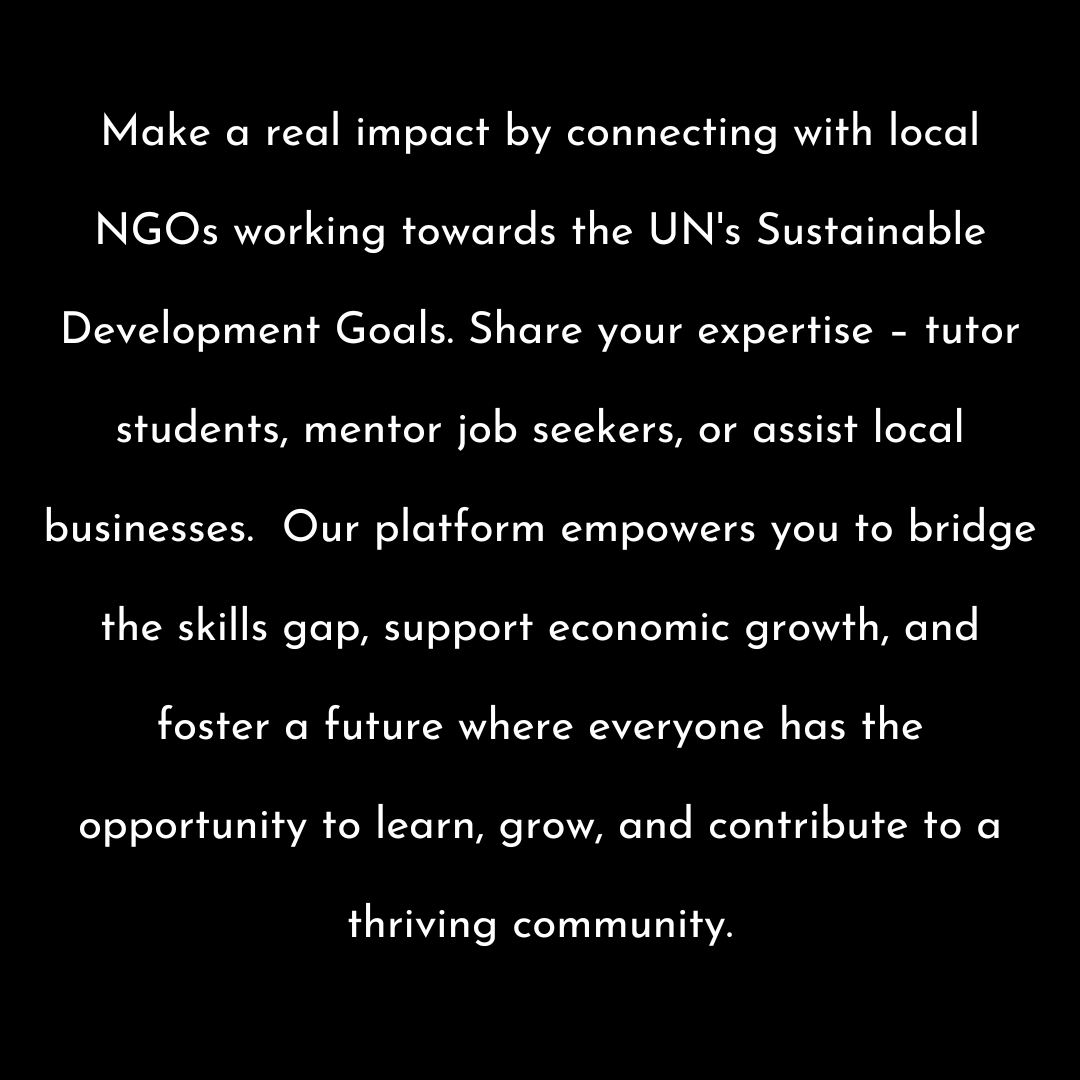 Make a real impact by connecting with local
NGOs working towards the UN's Sustainable
Development Goals. Share your expertise – tutor
students, mentor job seekers, or assist local
businesses.  Our platform empowers you to bridge
the skills gap, support economic growth, and
foster a future where everyone has the
opportunity to learn, grow, and contribute to a
thriving community.